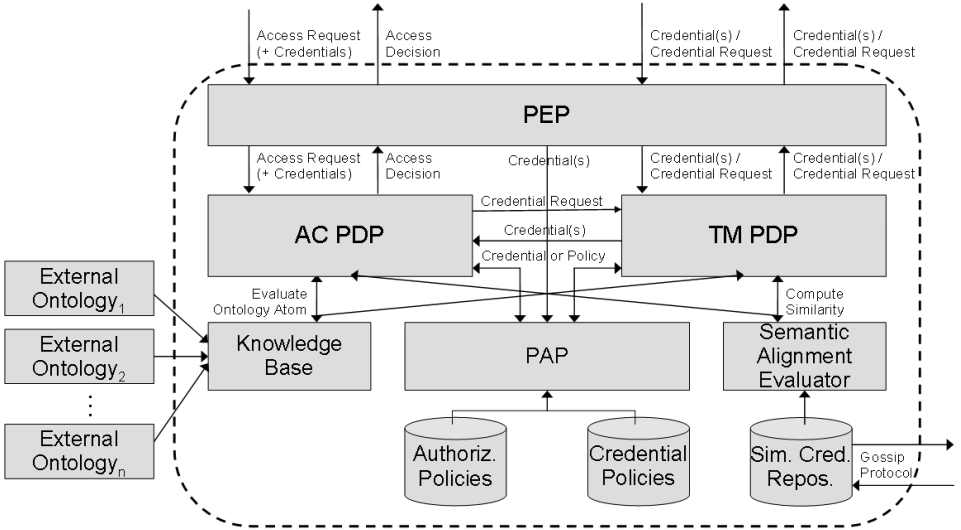 Access Request
(+ Credentials)
Access
Decision
Credential(s) /
Credential Request
Credential(s) /
Credential Request
PEP
Access Request
(+ Credentials)
Access
Decision
Credential(s)
Credential(s) /
Credential Request
Credential(s) /
Credential Request
AC PDP
Credential Request
TM PDP
Credential(s)
Credential or Policy
External
Ontology1
Evaluate
Ontology Atom
Compute
Similarity
External
Ontology2
Knowledge
Base
PAP
Semantic
Alignment
Evaluator
External
Ontologyn
Authoriz.
Policies
Credential
Policies
Sim. Cred.
Repos.
Gossip
Protocol